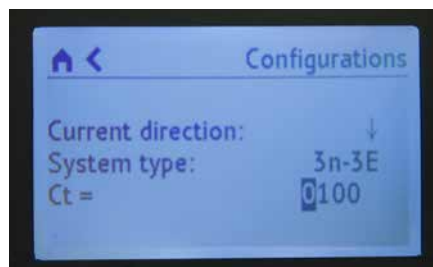 Configurations
Current direction: ↓
System type: 3n-3E
Ct = 0100